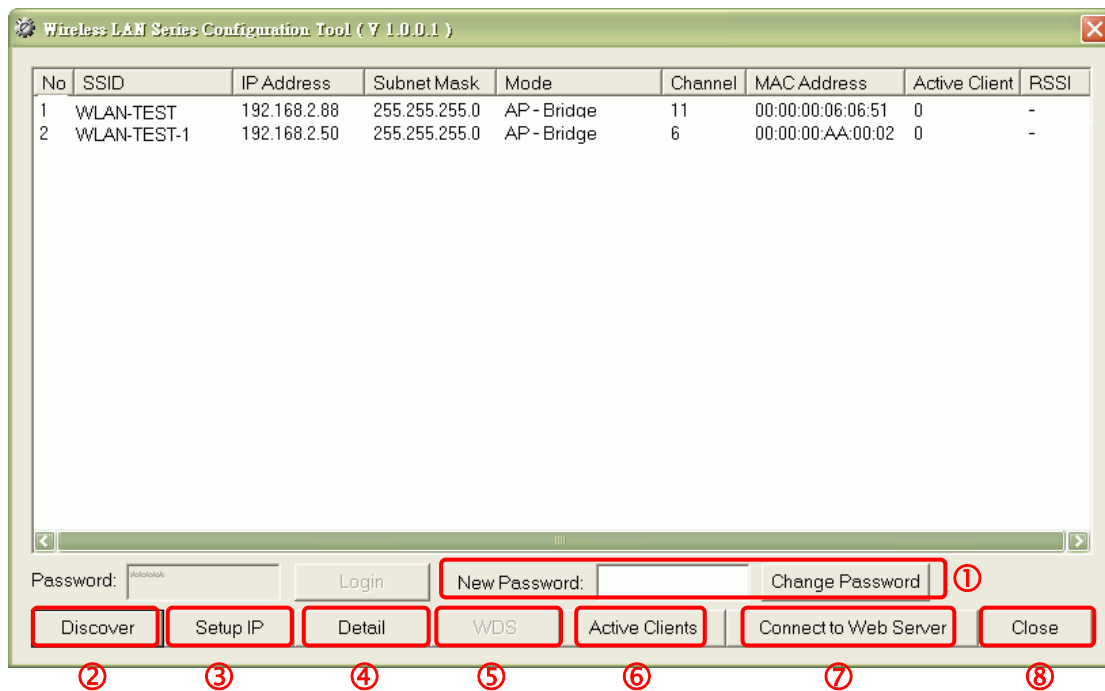 Wireless LAN Series Configuration Tool ( V 1.0.0.1 )
No SSID IP Address Subnet Mask Mode Channel MAC Address Active Client RSSI
1 WLAN-TEST 192.168.2.88 255.255.255.0 AP - Bridge 11 00:00:00:06:06:51 0 -
2 WLAN-TEST-1 192.168.2.50 255.255.255.0 AP - Bridge 6 00:00:00:AA:00:02 0 -
Password: ****** Login New Password: Change Password ①
Discover Setup IP Detail WDS Active Clients Connect to Web Server Close
② ③ ④ ⑤ ⑥ ⑦ ⑧